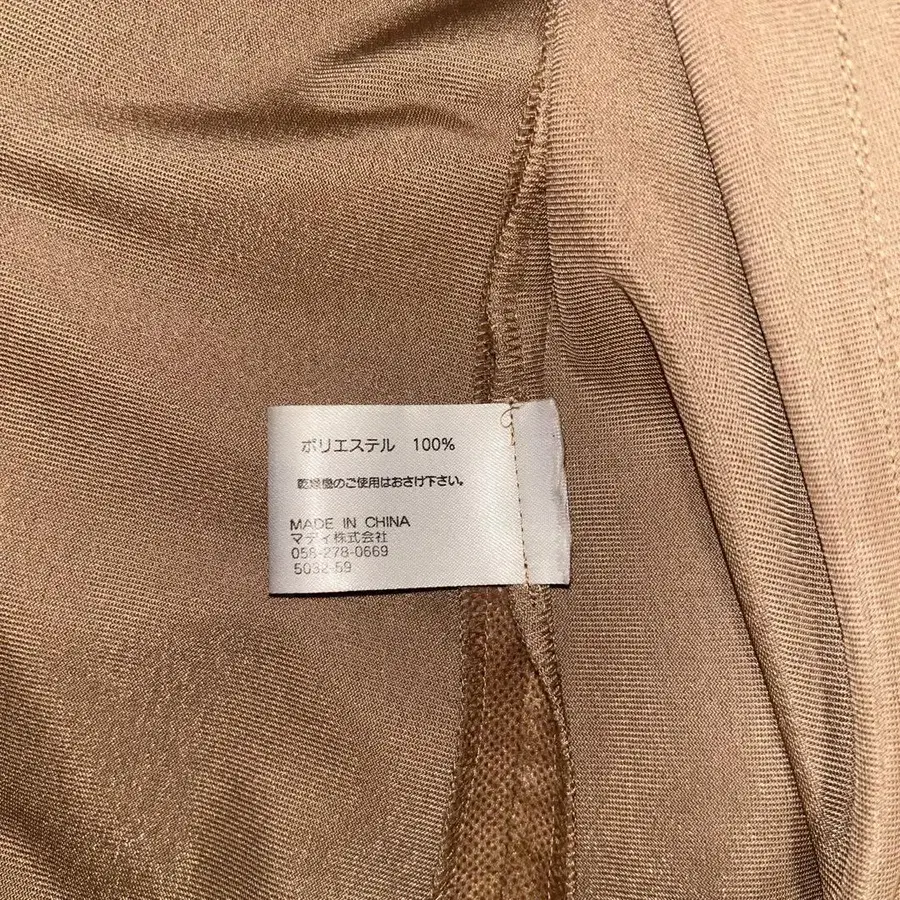 ポリエステル 100%
乾燥機のご使用はおさけ下さい。
MADE IN CHINA
マディ株式会社
058-278-0669
5032-59